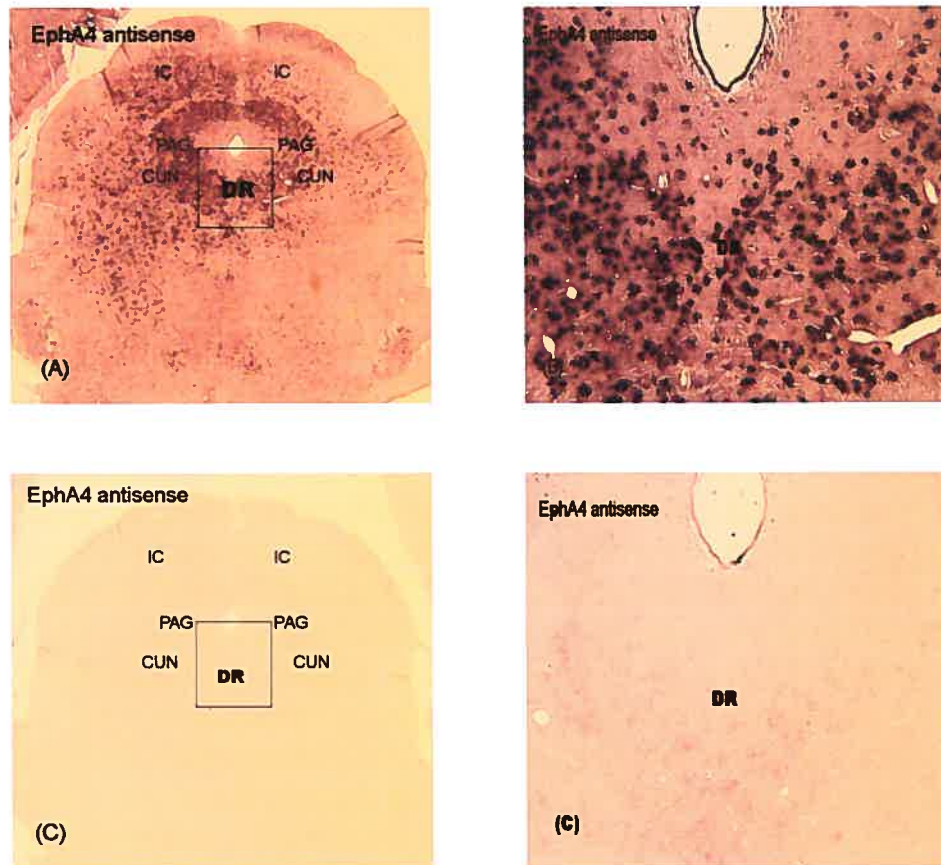 EphA4 antisense
IC IC
PAG PAG
CUN CUN
DR
(A)
EphA4 antisense
DR
EphA4 antisense
IC IC
PAG PAG
CUN CUN
DR
(C)
EphA4 antisense
DR
(C)